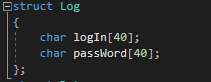 struct Log
{
char logIn[40];
char passWord[40];
};